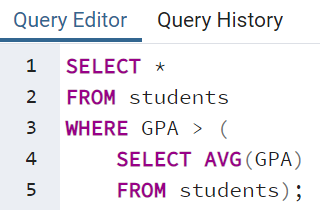 Query Editor Query History
1 SELECT *
2 FROM students
3 WHERE GPA > (
4     SELECT AVG(GPA)
5     FROM students);